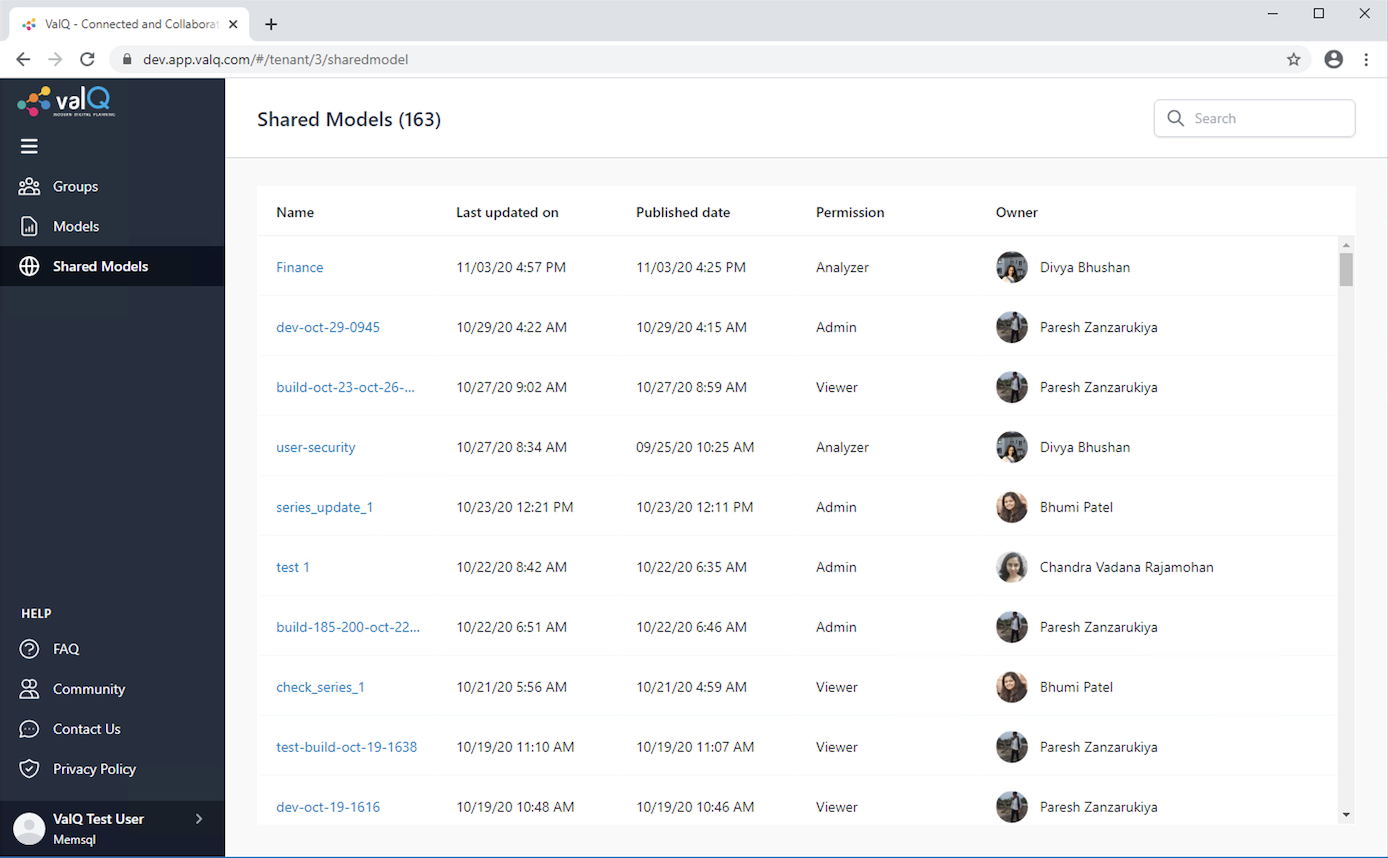 ValQ - Connected and Collaborat
dev.app.valq.com/#/tenant/3/sharedmodel
valQ
MODERN DIGITAL PLANNING
Groups
Models
Shared Models
HELP
FAQ
Community
Contact Us
Privacy Policy
ValQ Test User
Memsql
Shared Models (163)
Search
Name Last updated on Published date Permission Owner
Finance 11/03/20 4:57 PM 11/03/20 4:25 PM Analyzer Divya Bhushan
dev-oct-29-0945 10/29/20 4:22 AM 10/29/20 4:15 AM Admin Paresh Zanzarukiya
build-oct-23-oct-26-... 10/27/20 9:02 AM 10/27/20 8:59 AM Viewer Paresh Zanzarukiya
user-security 10/27/20 8:34 AM 09/25/20 10:25 AM Analyzer Divya Bhushan
series_update_1 10/23/20 12:21 PM 10/23/20 12:11 PM Admin Bhumi Patel
test 1 10/22/20 8:42 AM 10/22/20 6:35 AM Admin Chandra Vadana Rajamohan
build-185-200-oct-22... 10/22/20 6:51 AM 10/22/20 6:46 AM Admin Paresh Zanzarukiya
check_series_1 10/21/20 5:56 AM 10/21/20 4:59 AM Viewer Bhumi Patel
test-build-oct-19-1638 10/19/20 11:10 AM 10/19/20 11:07 AM Viewer Paresh Zanzarukiya
dev-oct-19-1616 10/19/20 10:48 AM 10/19/20 10:46 AM Viewer Paresh Zanzarukiya